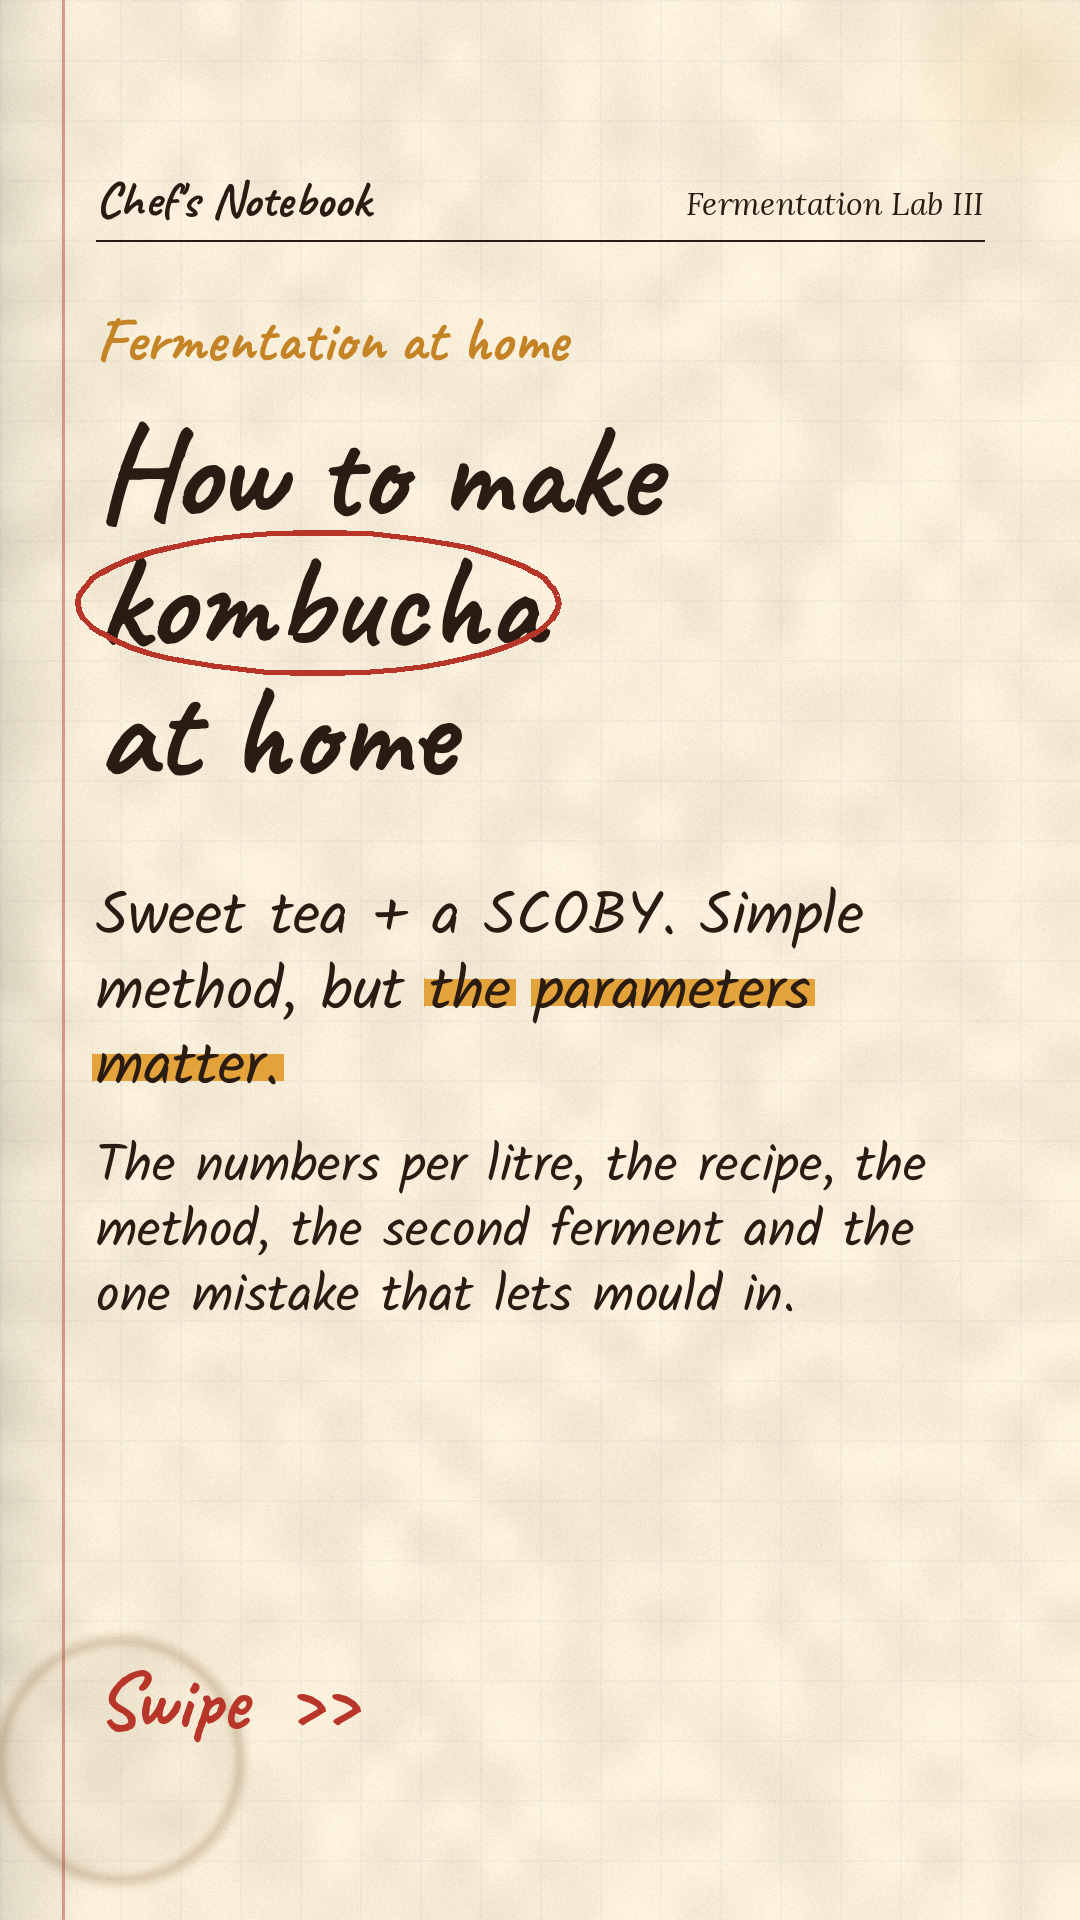 Chef's Notebook
Fermentation Lab III
Fermentation at home
How to make
kombucha
at home
Sweet tea + a SCOBY. Simple
method, but the parameters
matter.
The numbers per litre, the recipe, the
method, the second ferment and the
one mistake that lets mould in.
Swipe >>